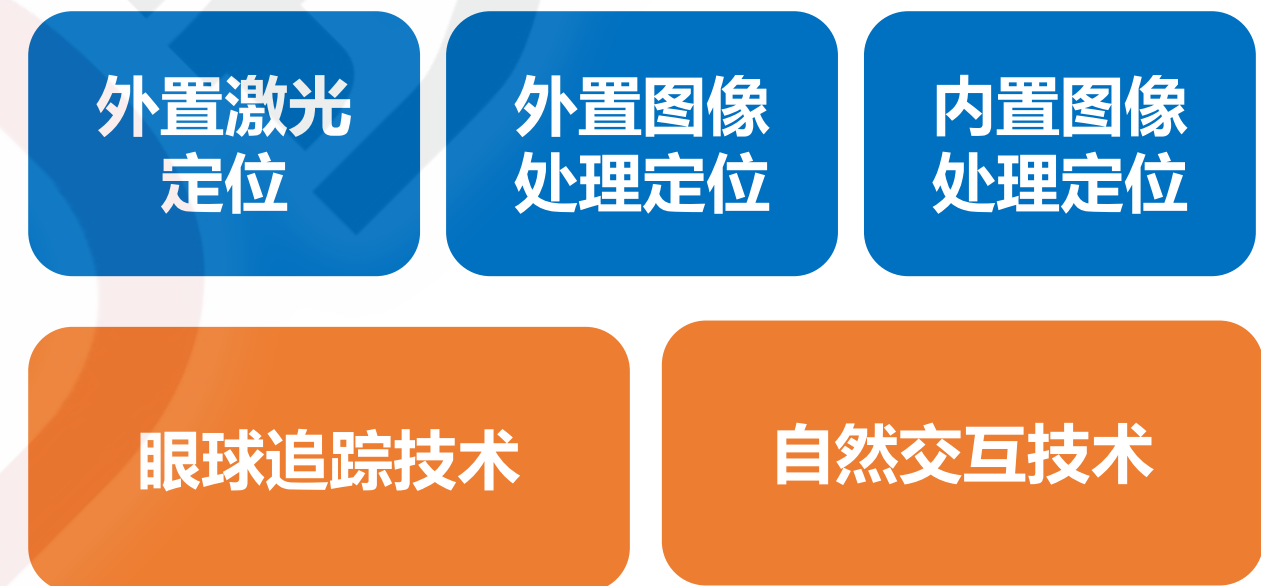 外置激光
定位
外置图像
处理定位
内置图像
处理定位
眼球追踪技术
自然交互技术